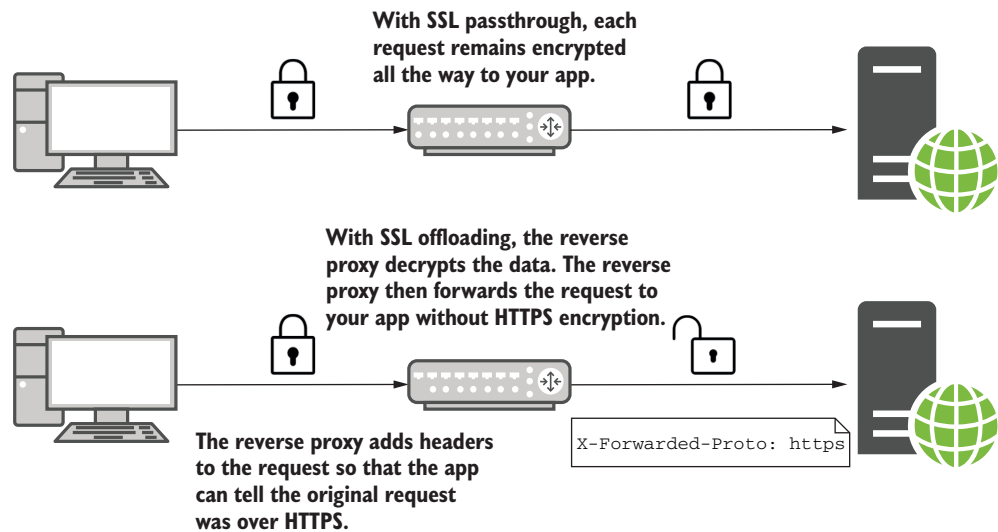 With SSL passthrough, each
request remains encrypted
all the way to your app.
With SSL offloading, the reverse
proxy decrypts the data. The reverse
proxy then forwards the request to
your app without HTTPS encryption.
X-Forwarded-Proto: https
The reverse proxy adds headers
to the request so that the app
can tell the original request
was over HTTPS.